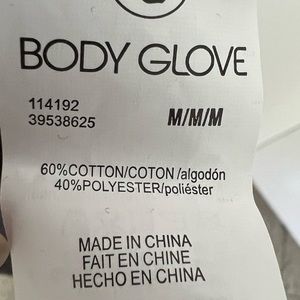 BODY GLOVE
114192
39538625
M/M/M
60%COTTON/COTON/algodón
40%POLYESTER/poliéster
MADE IN CHINA
FAIT EN CHINE
HECHO EN CHINA